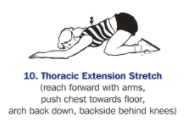 10. Thoracic Extension Stretch
(reach forward with arms,
push chest towards floor,
arch back down, backside behind knees)